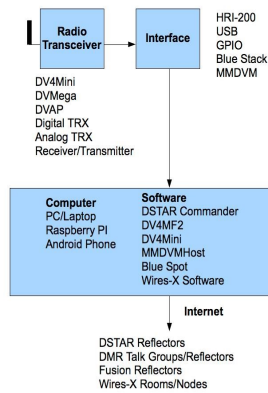 Radio
Transceiver
Interface
HRI-200
USB
GPIO
Blue Stack
MMDVM
DV4Mini
DVMega
DVAP
Digital TRX
Analog TRX
Receiver/Transmitter
Computer
PC/Laptop
Raspberry PI
Android Phone
Software
DSTAR Commander
DV4MF2
DV4Mini
MMDVMHost
Blue Spot
Wires-X Software
Internet
DSTAR Reflectors
DMR Talk Groups/Reflectors
Fusion Reflectors
Wires-X Rooms/Nodes